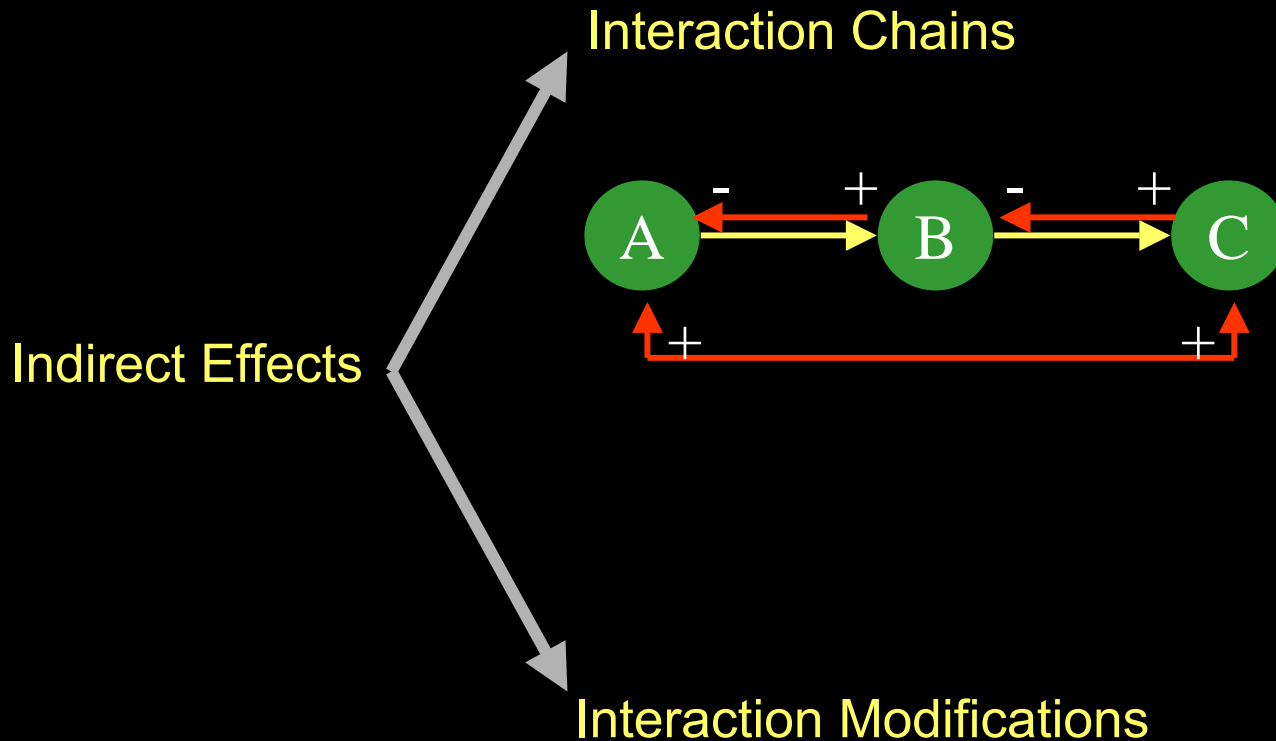 Interaction Chains
- + - +
A B C
+ +
Indirect Effects
Interaction Modifications